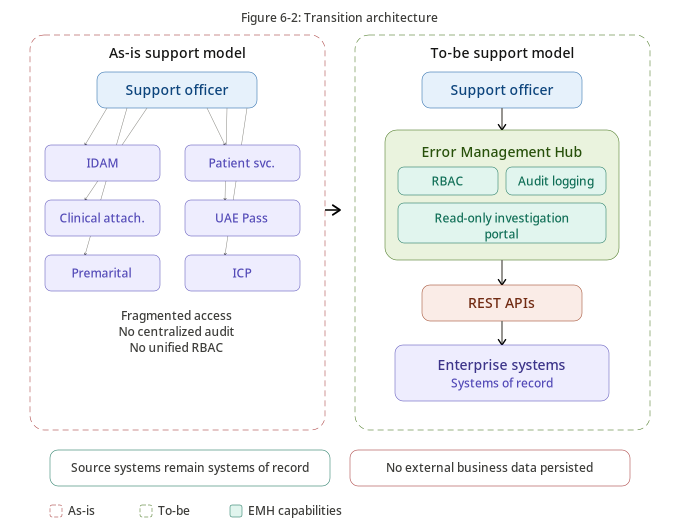 Figure 6-2: Transition architecture
As-is support model
Support officer
IDAM
Patient svc.
Clinical attach.
UAE Pass
Premarital
ICP
Fragmented access
No centralized audit
No unified RBAC
To-be support model
Support officer
Error Management Hub
RBAC
Audit logging
Read-only investigation
portal
REST APIs
Enterprise systems
Systems of record
Source systems remain systems of record
No external business data persisted
As-is
To-be
EMH capabilities